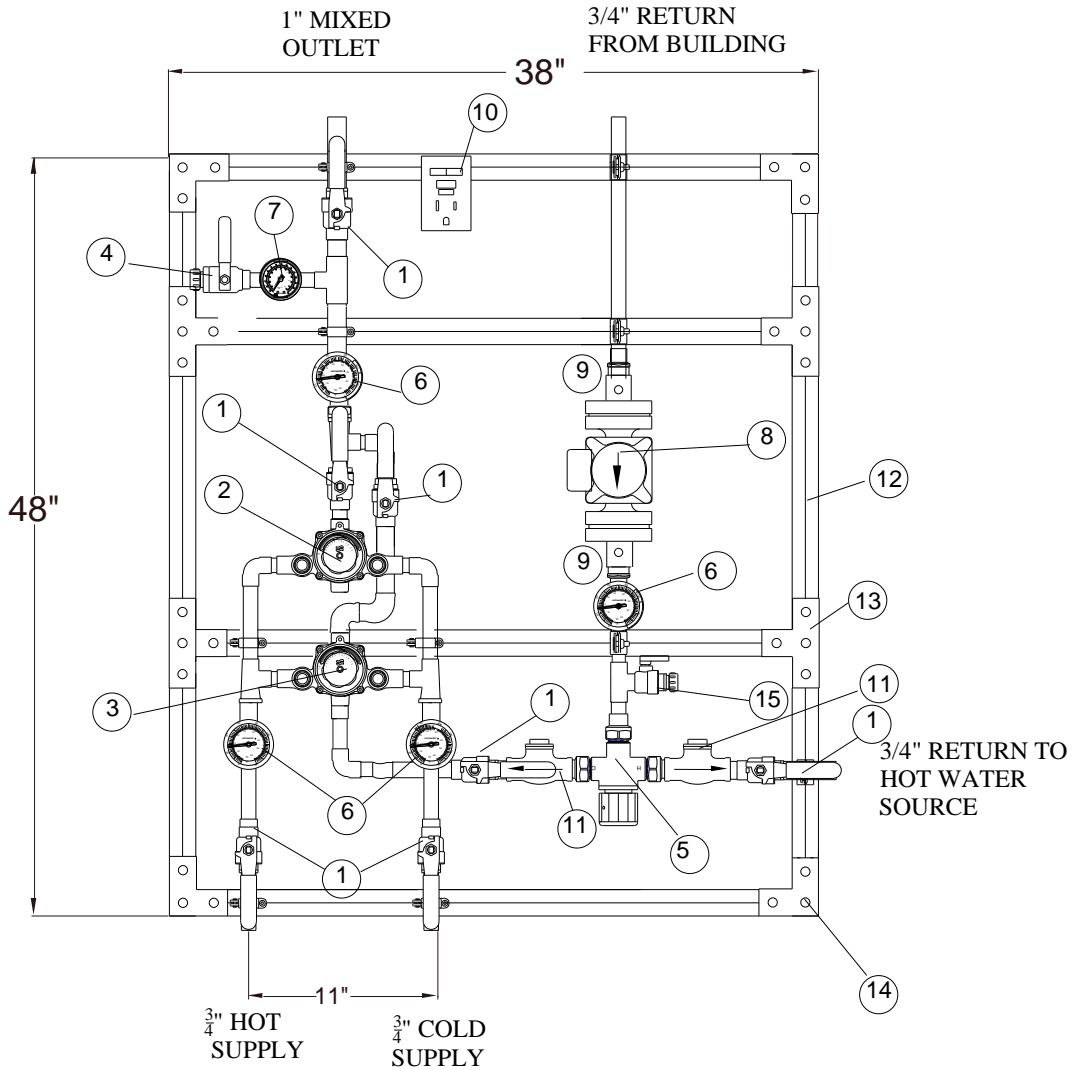 1" MIXED
OUTLET
3/4" RETURN
FROM BUILDING
38"
10
7
4
1
6
9
1
8
1
2
12
48"
9
6
13
3
15
11
1
1
3/4" RETURN TO
HOT WATER
SOURCE
6
11
5
1
14
11"
3/4" HOT
SUPPLY
3/4" COLD
SUPPLY